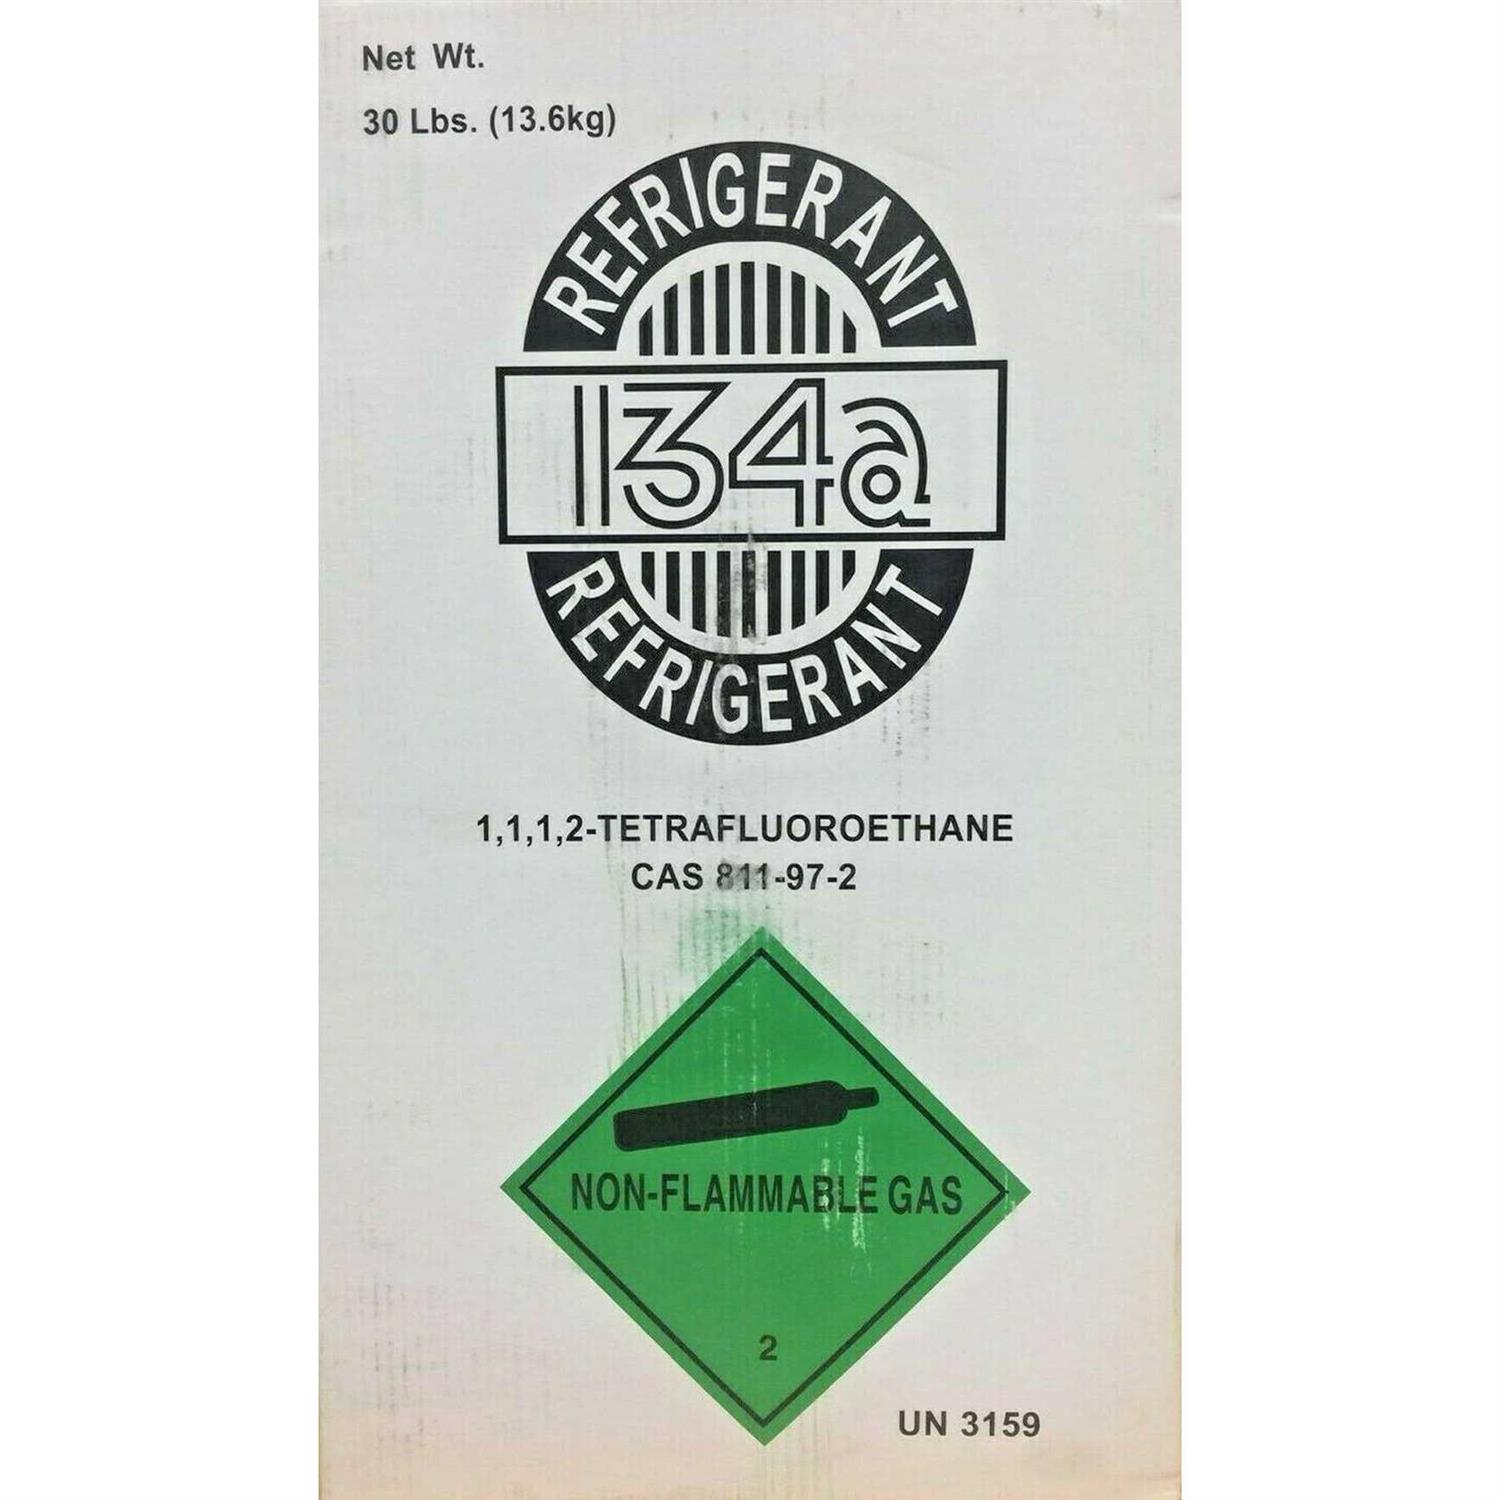 Net Wt.
30 Lbs. (13.6kg)
REFRIGERANT
134a
REFRIGERANT
1,1,1,2-TETRAFLUOROETHANE
CAS 811-97-2
NON-FLAMMABLE GAS
2
UN 3159